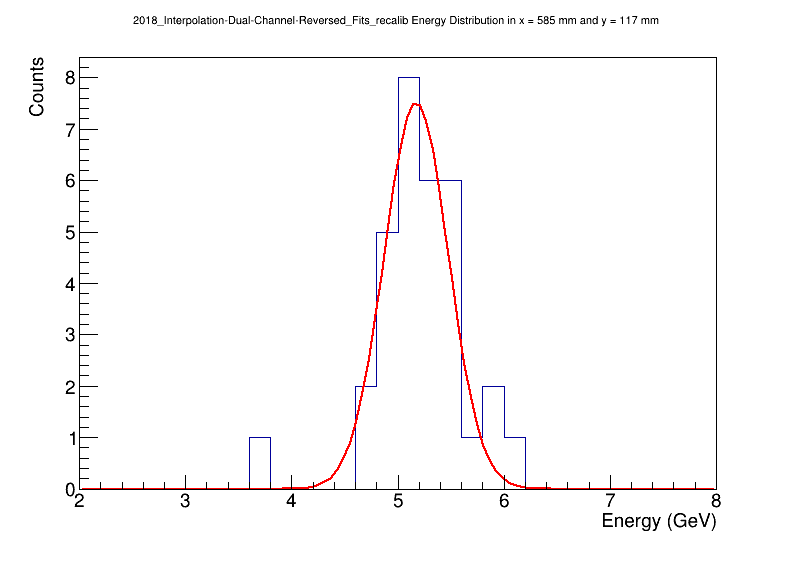 2018_Interpolation-Dual-Channel-Reversed_Fits_recalib Energy Distribution in x = 585 mm and y = 117 mm
Counts
8
7
6
5
4
3
2
1
0
2 3 4 5 6 7 8
Energy (GeV)